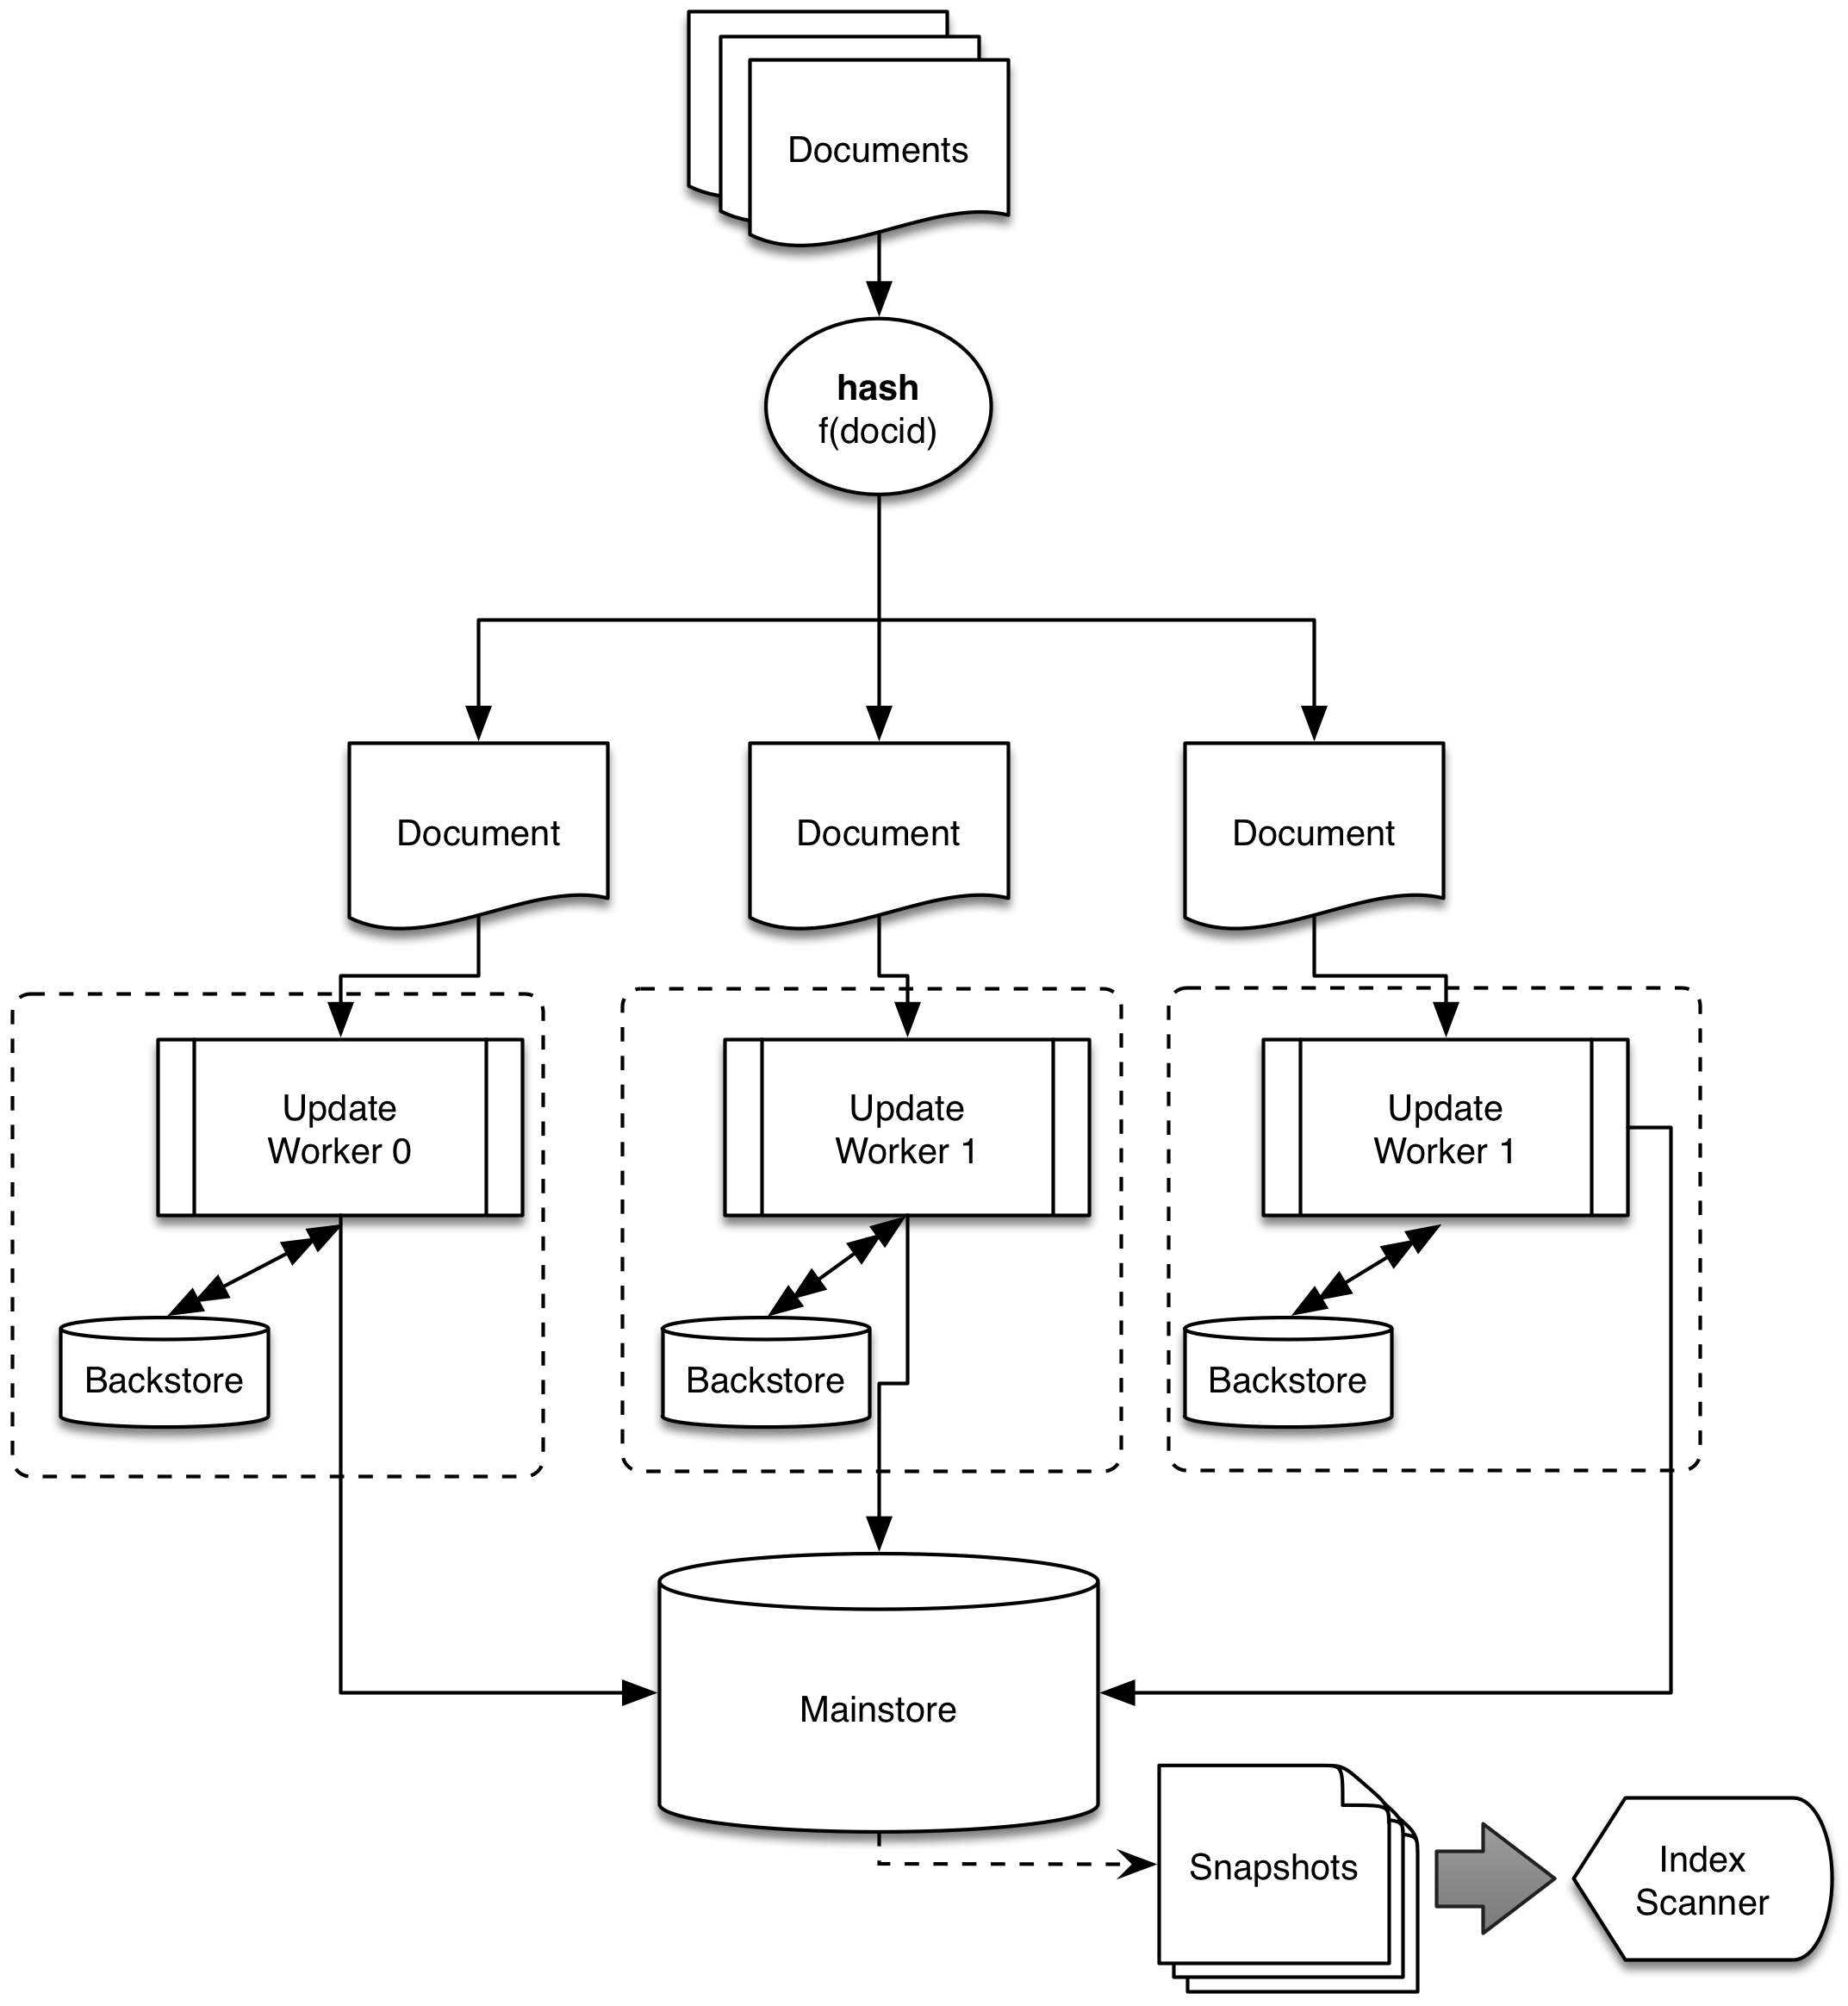 Documents
hash
f(docid)
Document
Document
Document
Update
Worker 0
Update
Worker 1
Update
Worker 1
Backstore
Backstore
Backstore
Mainstore
Snapshots
Index
Scanner